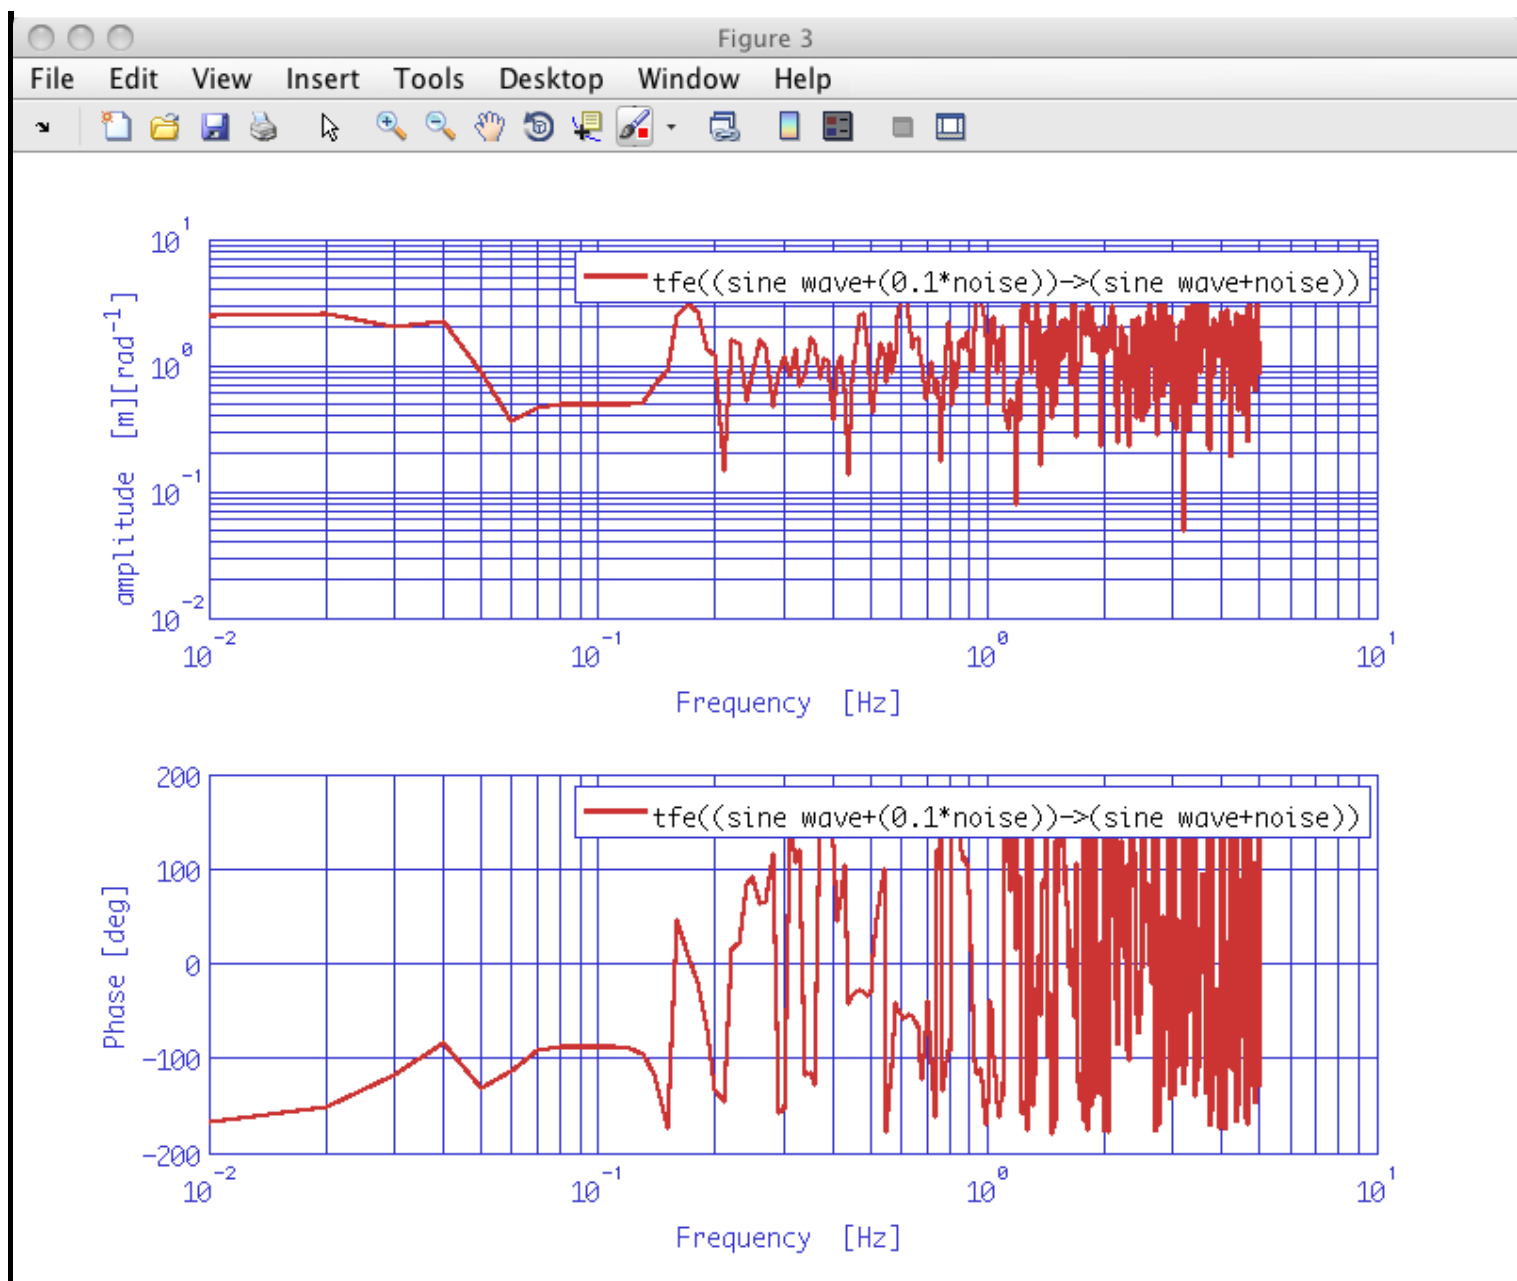 Figure 3
File Edit View Insert Tools Desktop Window Help
10^1
tfe((sine wave+(0.1*noise))->(sine wave+noise))
10^0
10^-1
10^-2
amplitude [m][rad^-1]
10^-2 10^-1 10^0 10^1
Frequency [Hz]
200
tfe((sine wave+(0.1*noise))->(sine wave+noise))
100
0
-100
-200
Phase [deg]
10^-2 10^-1 10^0 10^1
Frequency [Hz]